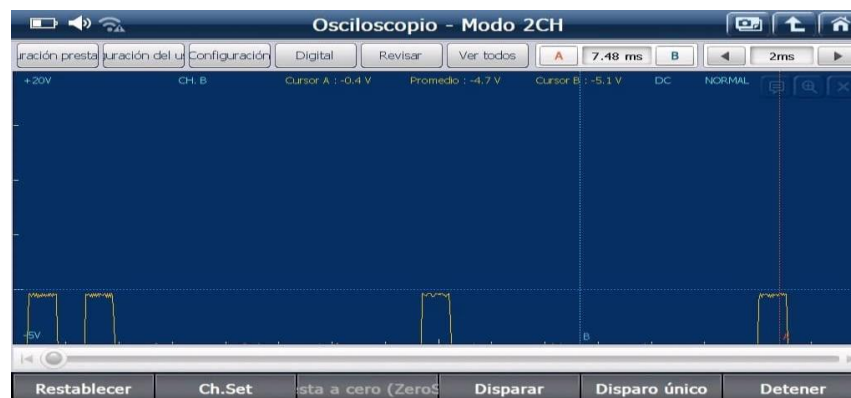 Osciloscopio - Modo 2CH
uración presta uración del u Configuración Digital Revisar Ver todos A 7.48 ms B 2ms
+20V CH. B Cursor A : -0.4 V Promedio : -4.7 V Cursor B : -5.1 V DC NORMAL
-5V B A
Restablecer Ch.Set sta a cero (ZeroS Disparar Disparo único Detener